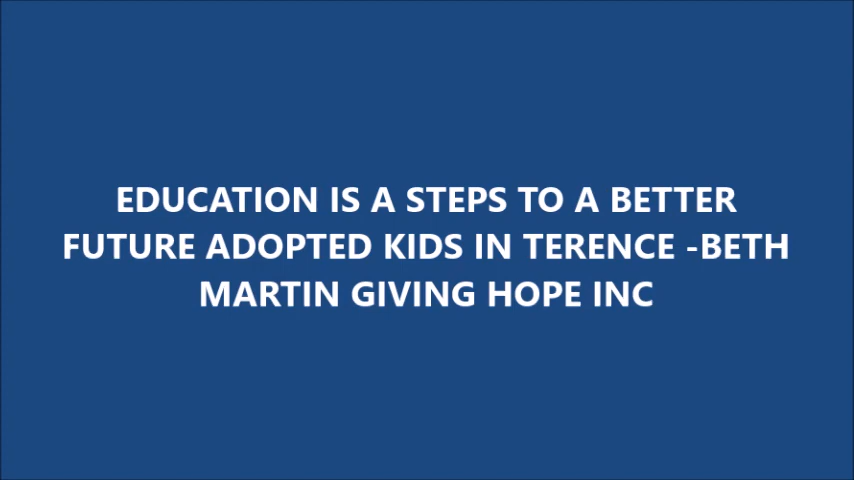 EDUCATION IS A STEPS TO A BETTER
FUTURE ADOPTED KIDS IN TERENCE -BETH
MARTIN GIVING HOPE INC